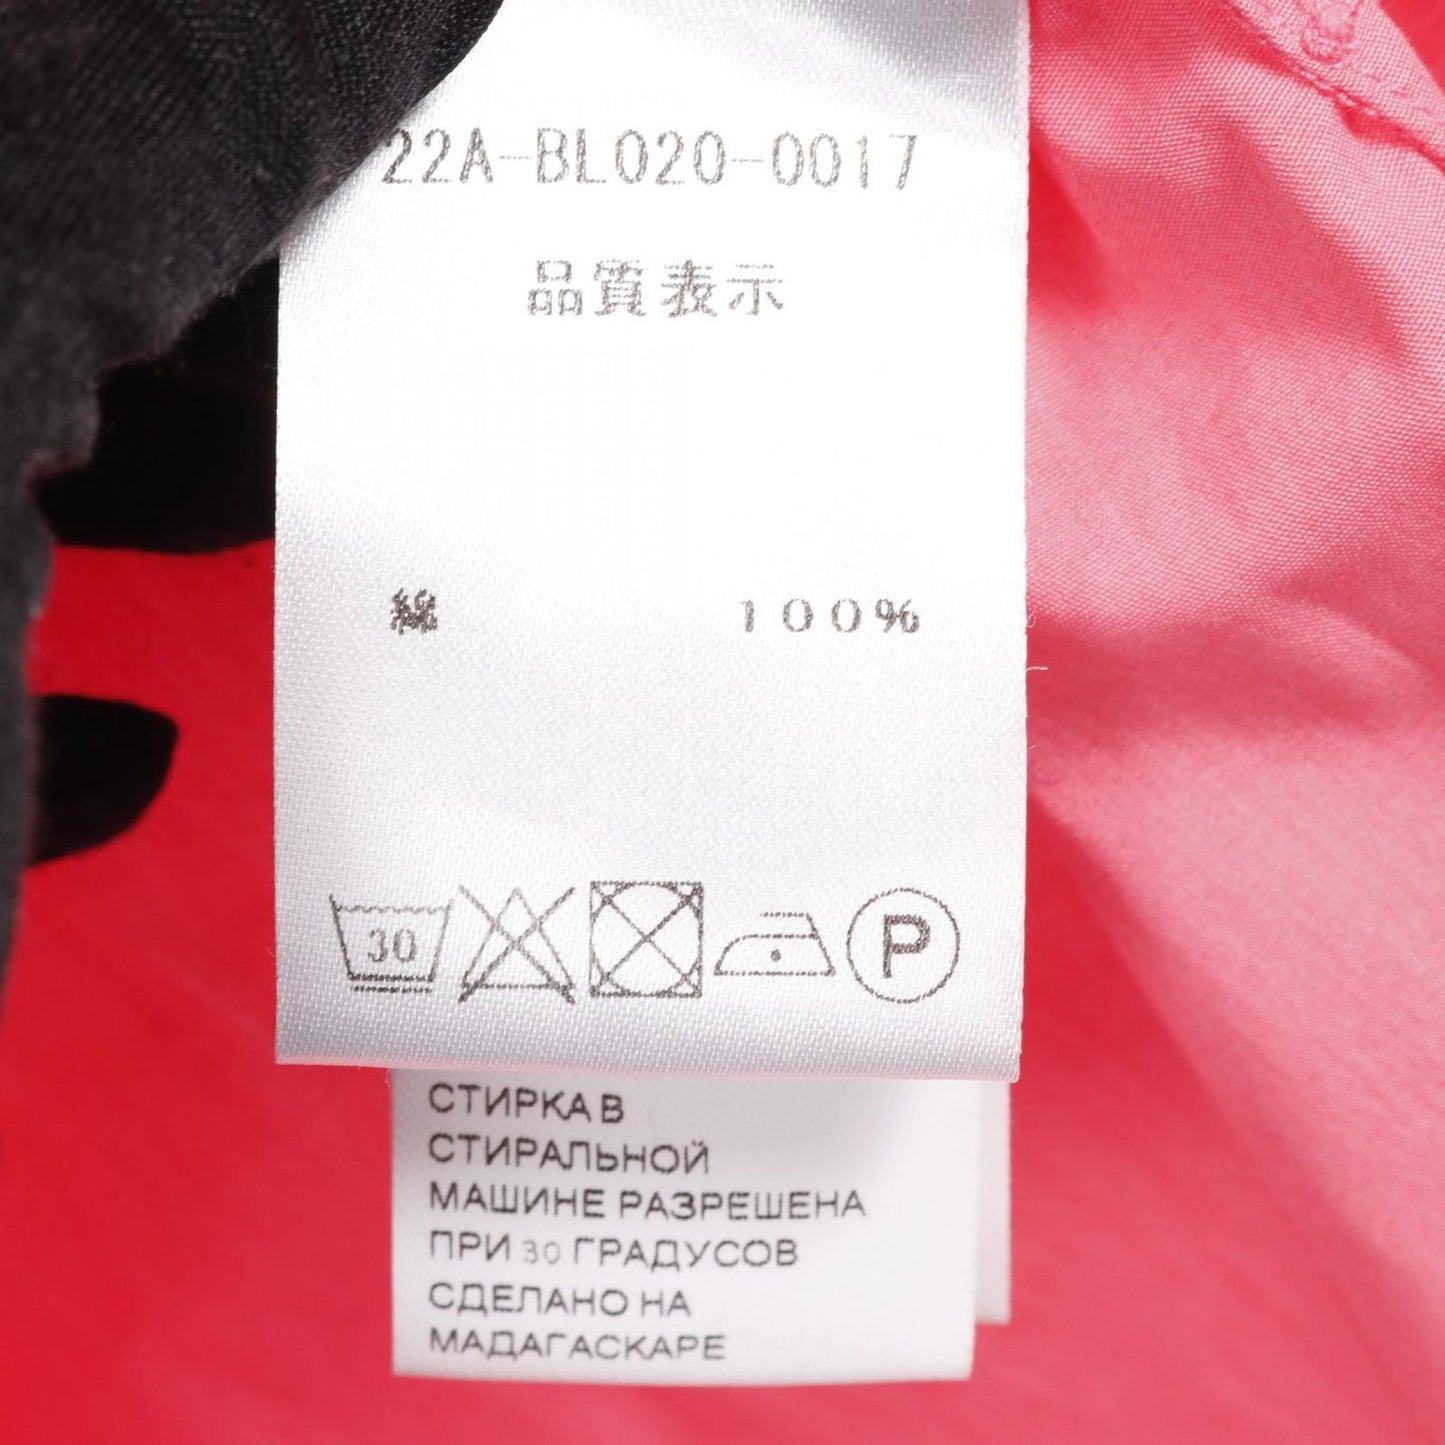 22A-BL020-0017
品質表示
綿 100%
30 P
СТИРКА В
СТИРАЛЬНОЙ
МАШИНЕ РАЗРЕШЕНА
ПРИ 30 ГРАДУСОВ
СДЕЛАНО НА
МАДАГАСКАРЕ